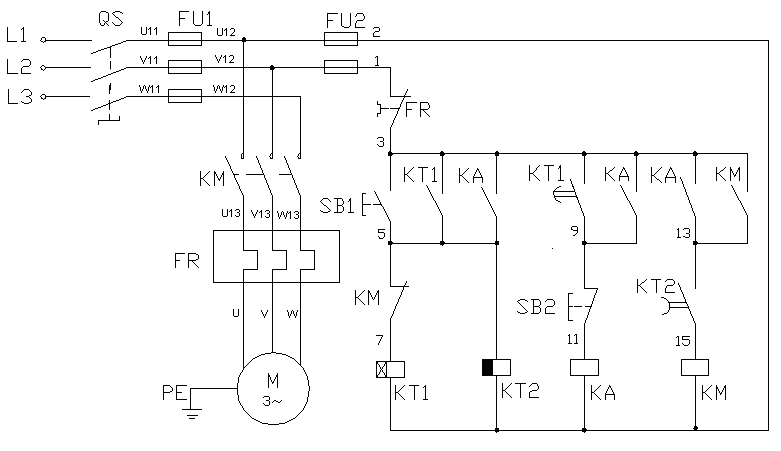 QS FU1 FU2
L1 U11 U12 2
L2 V11 V12 1
L3 W11 W12
FR
3
KM KT1 KA KT1 KA KA KM
SB1
U13 V13 W13 5 9 13
FR
KM SB2 KT2
U V W
7 11 15
M
3~
PE
KT1 KT2 KA KM